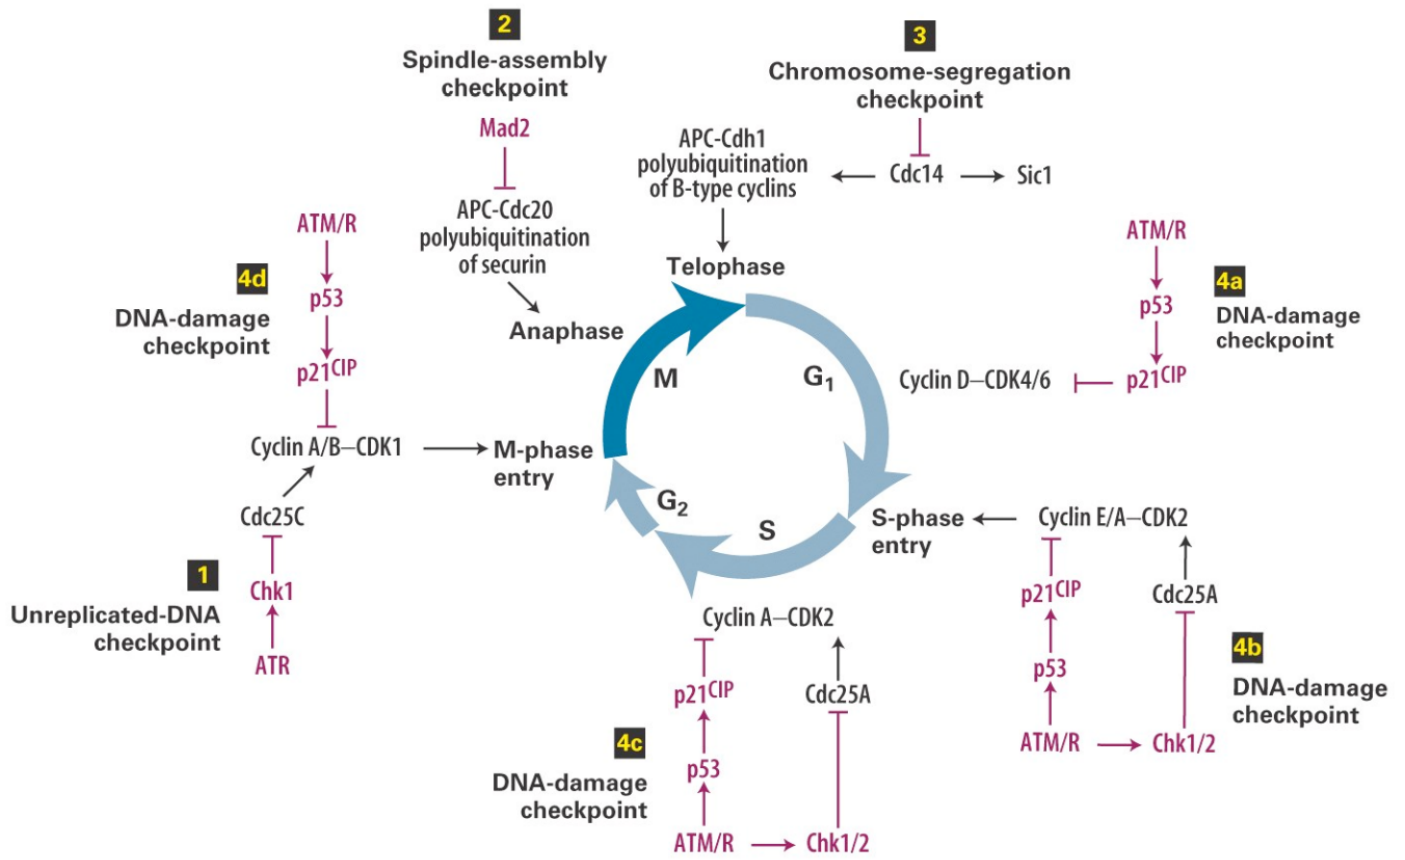 2
Spindle-assembly
checkpoint
Mad2
APC-Cdc20
polyubiquitination
of securin
Anaphase
3
Chromosome-segregation
checkpoint
APC-Cdh1
polyubiquitination
of B-type cyclins
Cdc14
Sic1
Telophase
ATM/R
4d
p53
DNA-damage
checkpoint
p21CIP
Cyclin A/B–CDK1
M-phase
entry
Cdc25C
1
Chk1
Unreplicated-DNA
checkpoint
ATR
M
G1
G2
S
ATM/R
4a
p53
DNA-damage
checkpoint
Cyclin D–CDK4/6
p21CIP
S-phase
entry
Cyclin E/A–CDK2
p21CIP
Cdc25A
4b
p53
DNA-damage
checkpoint
ATM/R
Chk1/2
Cyclin A–CDK2
p21CIP
Cdc25A
4c
p53
DNA-damage
checkpoint
ATM/R
Chk1/2